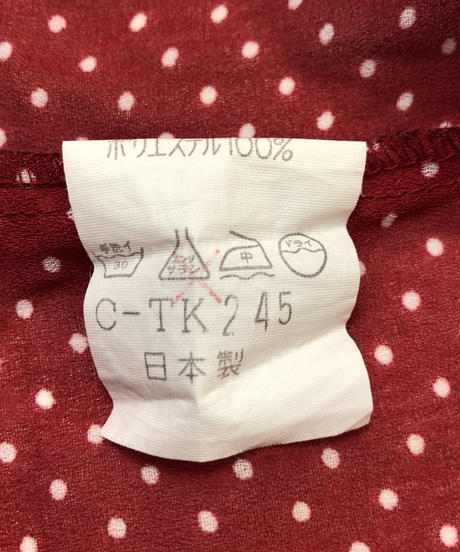 ポリエステル100%
手洗イ 30 エンソ サラシ 中 ドライ
C-TK245
日本製